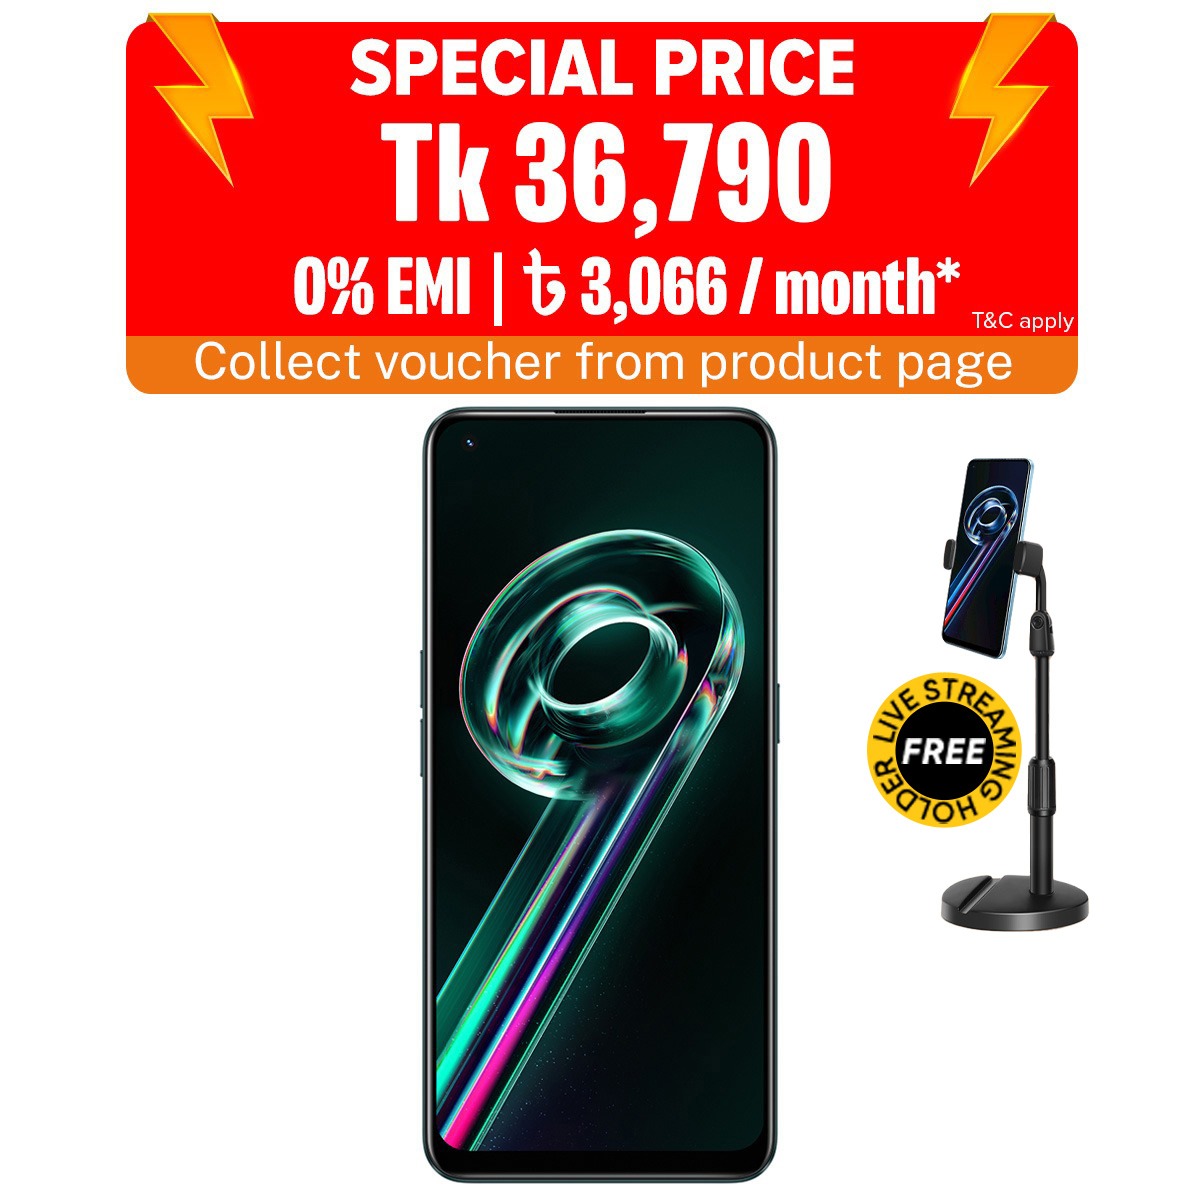 SPECIAL PRICE
Tk 36,790
0% EMI | ৳ 3,066 / month*
T&C apply
Collect voucher from product page
LIVE STREAMING HOLDER
FREE